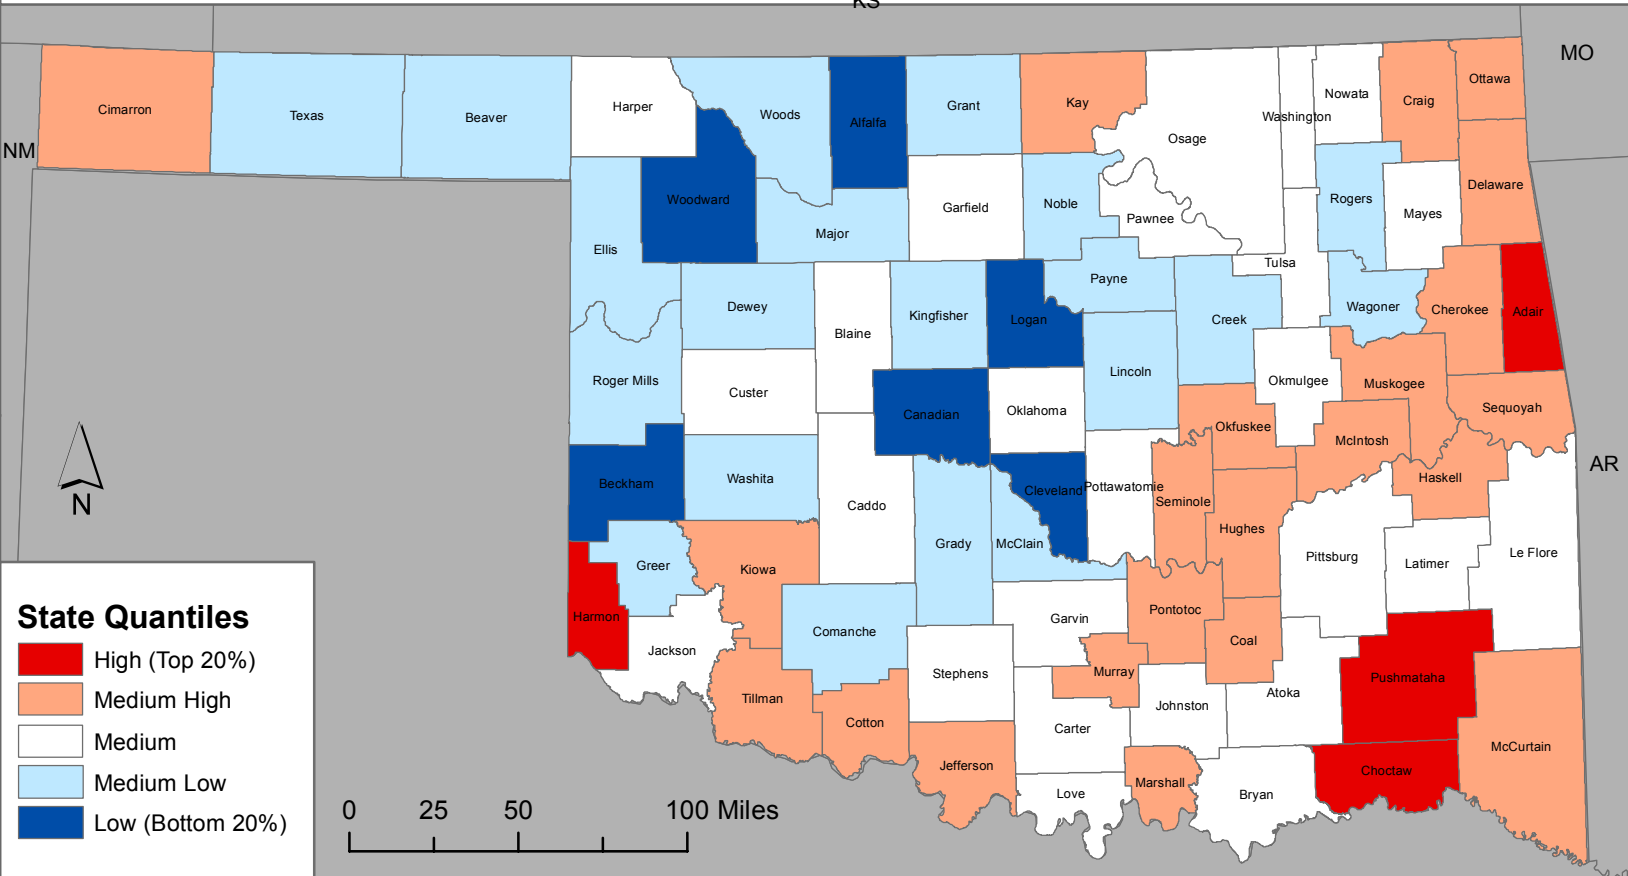 KS
MO
NM
AR
Cimarron
Texas
Beaver
Harper
Woods
Alfalfa
Grant
Kay
Osage
Washington
Nowata
Craig
Ottawa
Woodward
Ellis
Major
Garfield
Noble
Pawnee
Rogers
Mayes
Delaware
Dewey
Blaine
Kingfisher
Logan
Payne
Tulsa
Creek
Wagoner
Cherokee
Adair
Roger Mills
Custer
Canadian
Oklahoma
Lincoln
Okmulgee
Muskogee
Sequoyah
Okfuskee
McIntosh
Haskell
Beckham
Washita
Caddo
Grady
McClain
Cleveland
Pottawatomie
Seminole
Hughes
Pittsburg
Latimer
Le Flore
Greer
Kiowa
Harmon
Jackson
Comanche
Stephens
Garvin
Pontotoc
Coal
Murray
Johnston
Atoka
Pushmataha
Tillman
Cotton
Jefferson
Carter
Love
Marshall
Bryan
Choctaw
McCurtain
N
State Quantiles
High (Top 20%)
Medium High
Medium
Medium Low
Low (Bottom 20%)
0 25 50 100 Miles